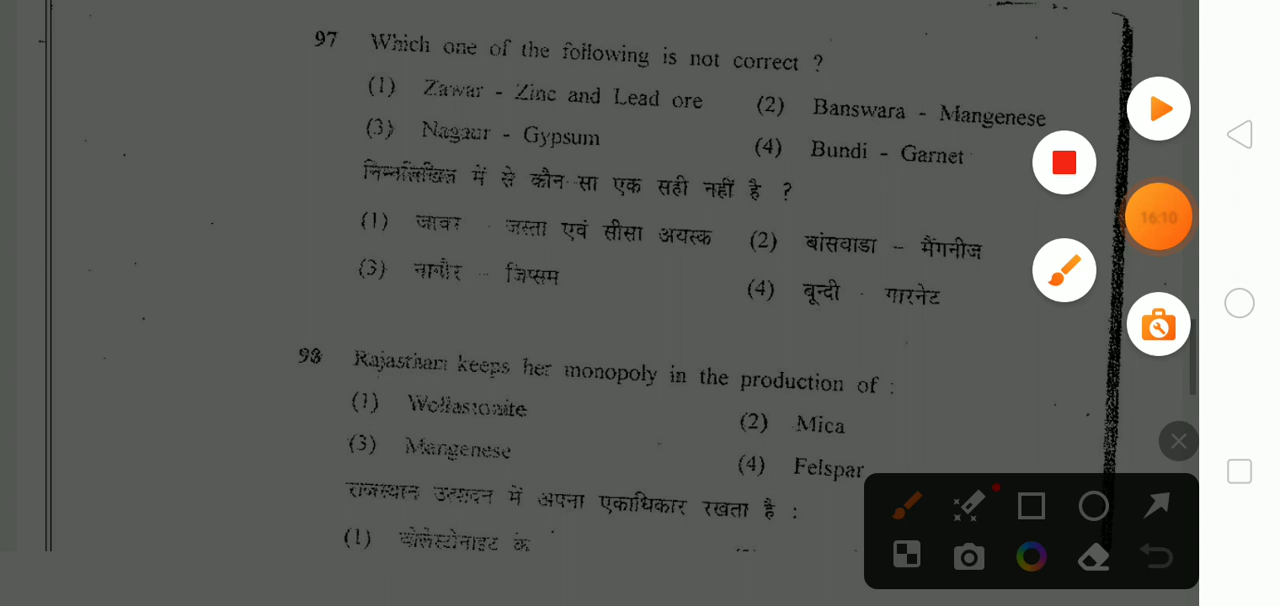 97 Which one of the following is not correct ?
(1) Zawar - Zinc and Lead ore (2) Banswara - Mangenese
(3) Nagaur - Gypsum (4) Bundi - Garnet
निम्नलिखित में से कौन सा एक सही नहीं है ?
(1) जावर - जस्ता एवं सीसा अयस्क (2) बांसवाडा - मैंगनीज
(3) नागौर - जिप्सम (4) बून्दी - गारनेट
98 Rajasthan keeps her monopoly in the production of :
(1) Wollastonite (2) Mica
(3) Mangenese (4) Felspar
राजस्थान उत्पादन में अपना एकाधिकार रखता है :
(1) वोलेस्टोनाइट के
16:10